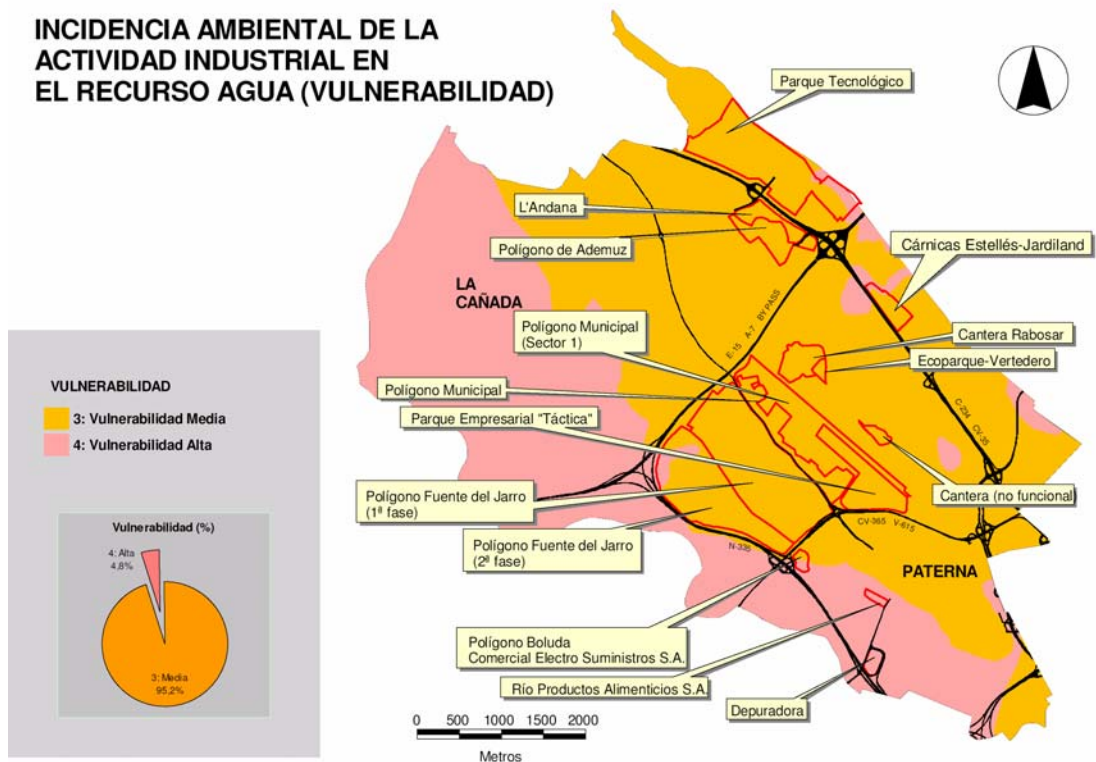 INCIDENCIA AMBIENTAL DE LA
ACTIVIDAD INDUSTRIAL EN
EL RECURSO AGUA (VULNERABILIDAD)
Parque Tecnológico
L'Andana
Polígono de Ademuz
Cárnicas Estellés-Jardiland
LA
CAÑADA
Polígono Municipal
(Sector 1)
E-15 A-7 BY PASS
Cantera Rabosar
Ecoparque-Vertedero
Polígono Municipal
Parque Empresarial "Táctica"
C-234 CV-35
Polígono Fuente del Jarro
(1ª fase)
Cantera (no funcional)
CV-365 V-615
Polígono Fuente del Jarro
(2ª fase)
N-335
PATERNA
Polígono Boluda
Comercial Electro Suministros S.A.
Río Productos Alimenticios S.A.
Depuradora
VULNERABILIDAD
3: Vulnerabilidad Media
4: Vulnerabilidad Alta
Vulnerabilidad (%)
4: Alta
4,8%
3: Media
95,2%
0 500 1000 1500 2000
Metros